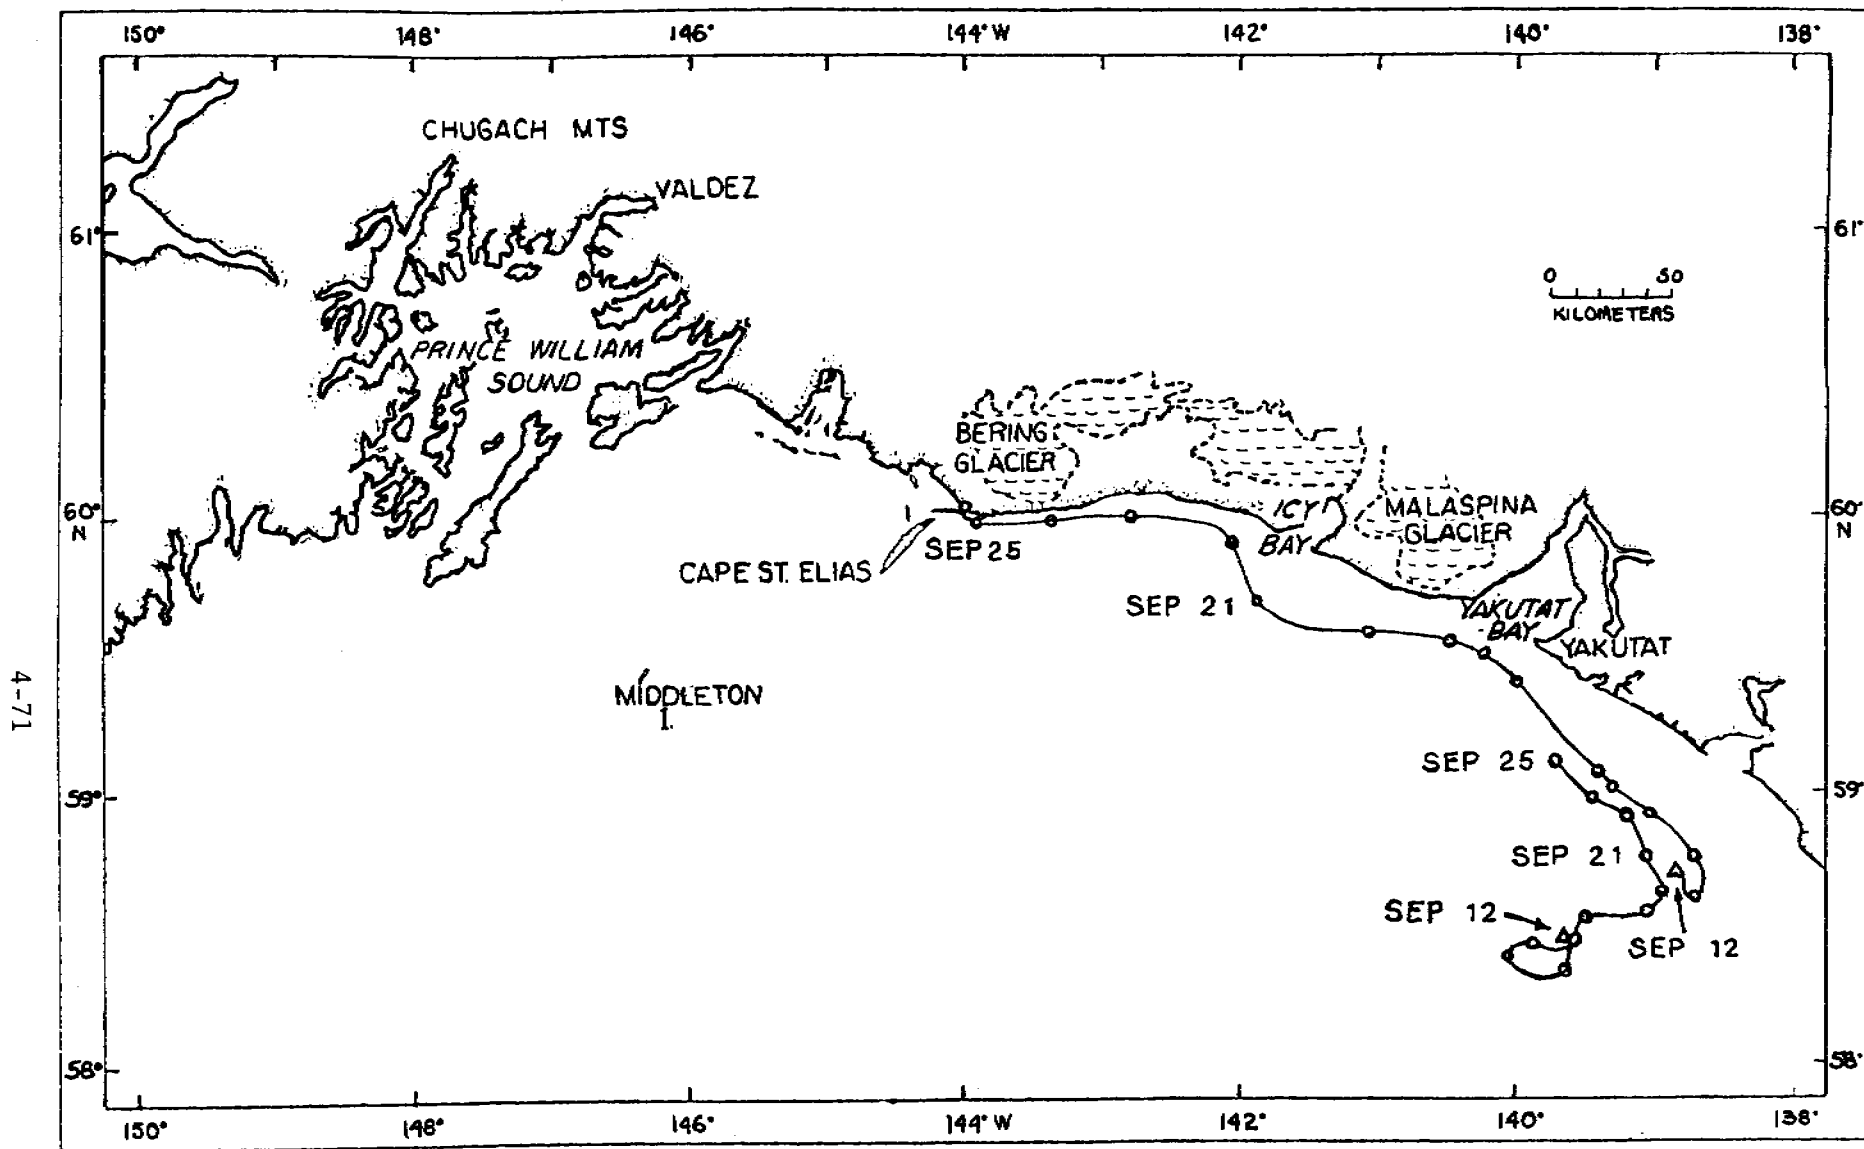 150° 148° 146° 144° W 142° 140° 138°
CHUGACH MTS
VALDEZ
61° 61°
0 50
KILOMETERS
PRINCE WILLIAM
SOUND
BERING
GLACIER
60° 60°
N N
ICY
BAY
MALASPINA
GLACIER
SEP 25
CAPE ST. ELIAS
SEP 21
YAKUTAT
BAY
YAKUTAT
MIDDLETON
I.
4-71
SEP 25
59° 59°
SEP 21
SEP 12
SEP 12
58° 58°
150° 148° 146° 144° W 142° 140° 138°